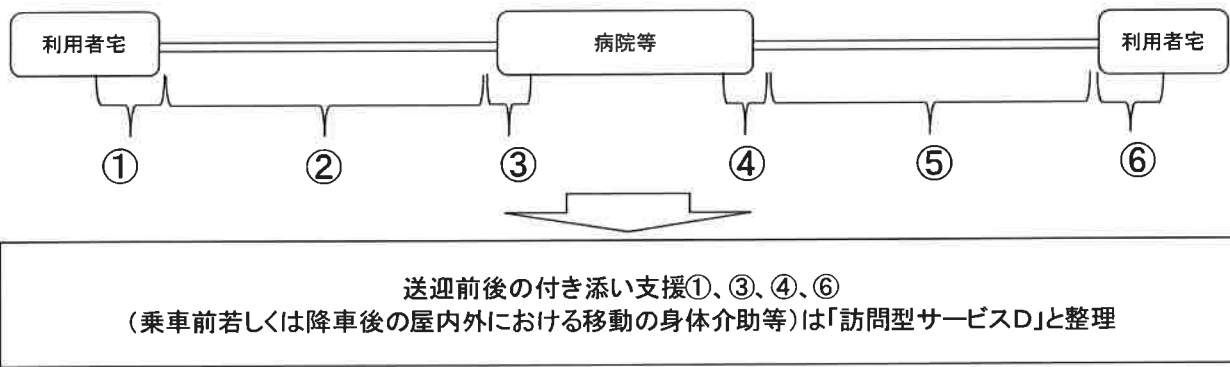 利用者宅
病院等
利用者宅
①
②
③
④
⑤
⑥
送迎前後の付き添い支援①、③、④、⑥
（乗車前若しくは降車後の屋内外における移動の身体介助等）は「訪問型サービスD」と整理